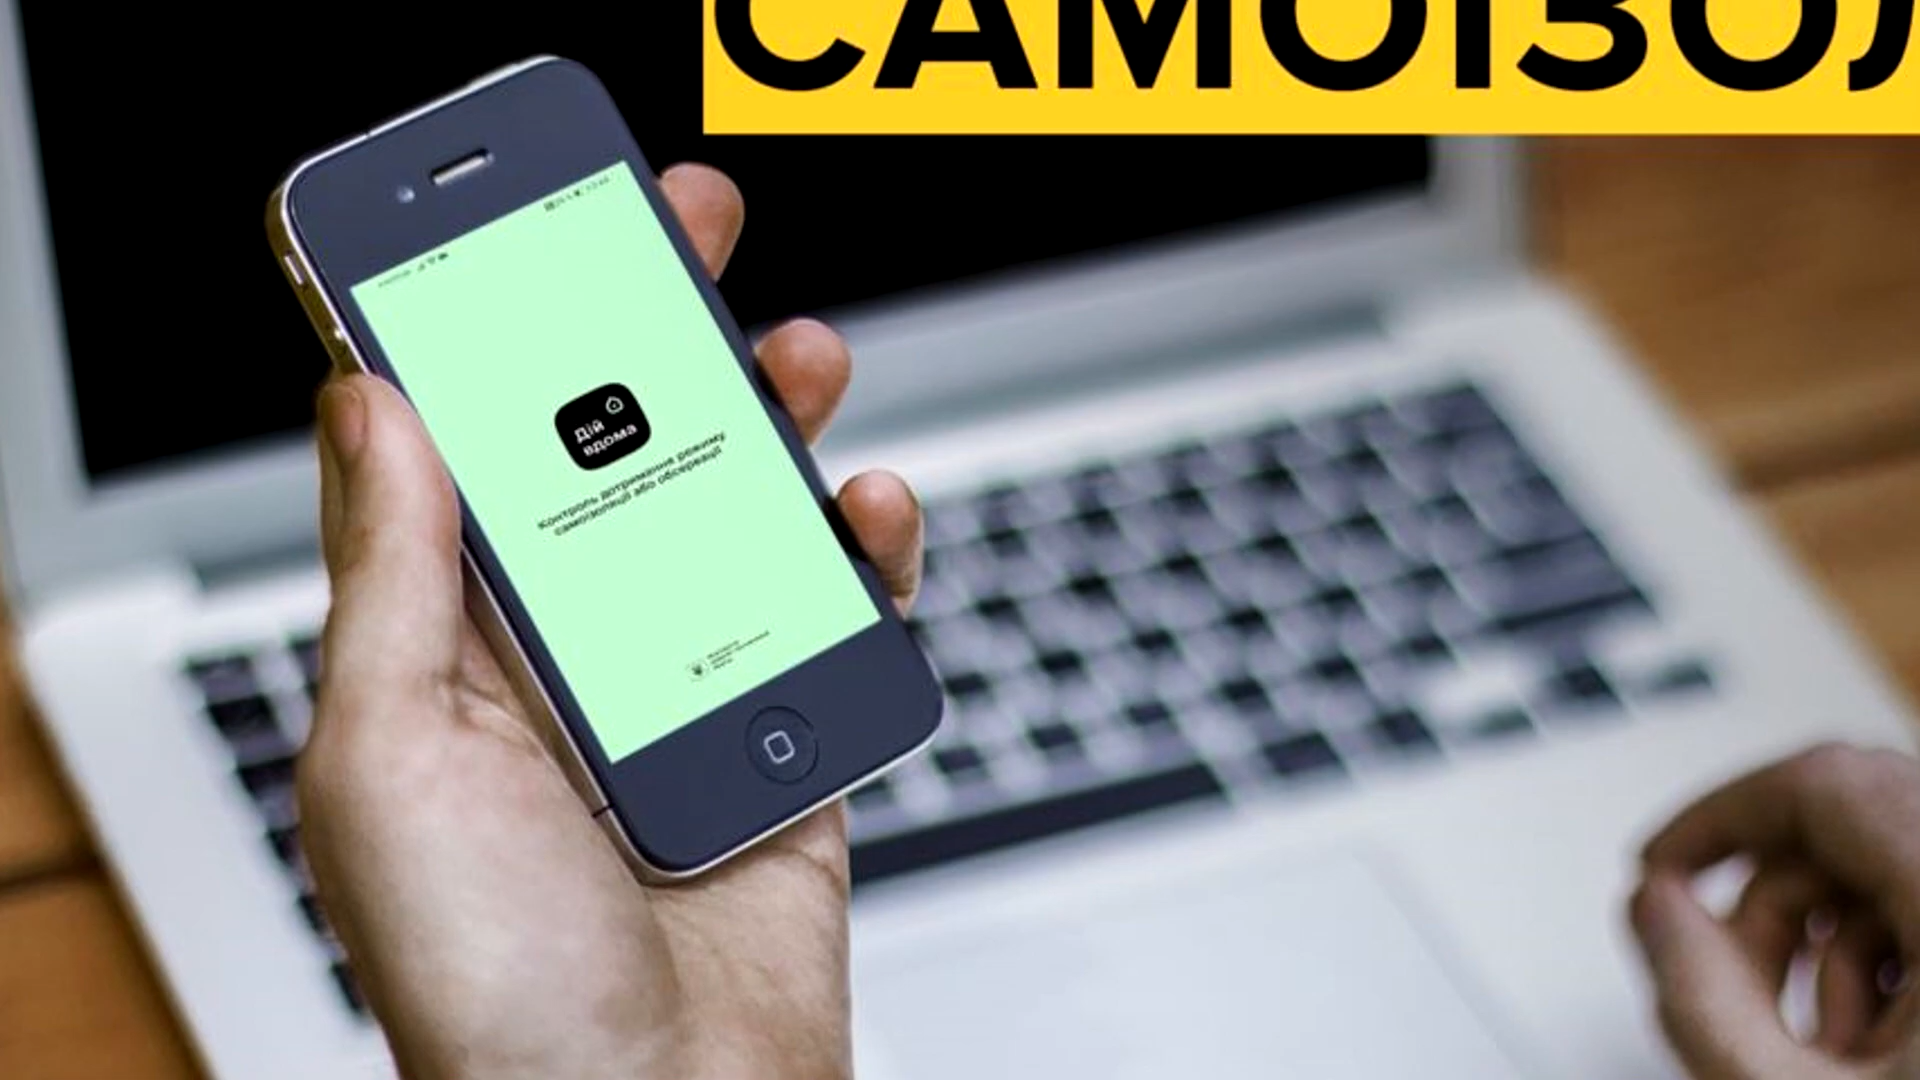 САМОІЗОЛ
Дій
вдома
Контроль дотримання режиму
самоізоляції або обсервації